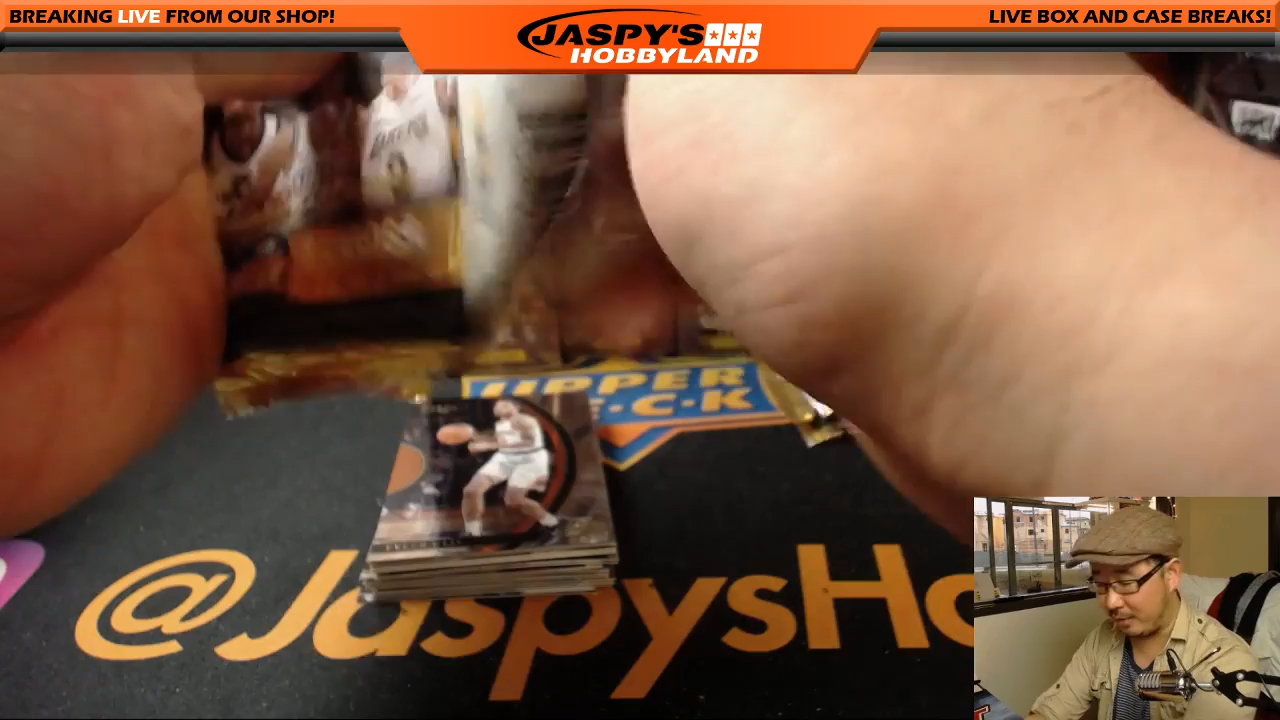 BREAKING LIVE FROM OUR SHOP!
JASPY'S
HOBBYLAND
LIVE BOX AND CASE BREAKS!
UPPER
C·K
@JaspysHo